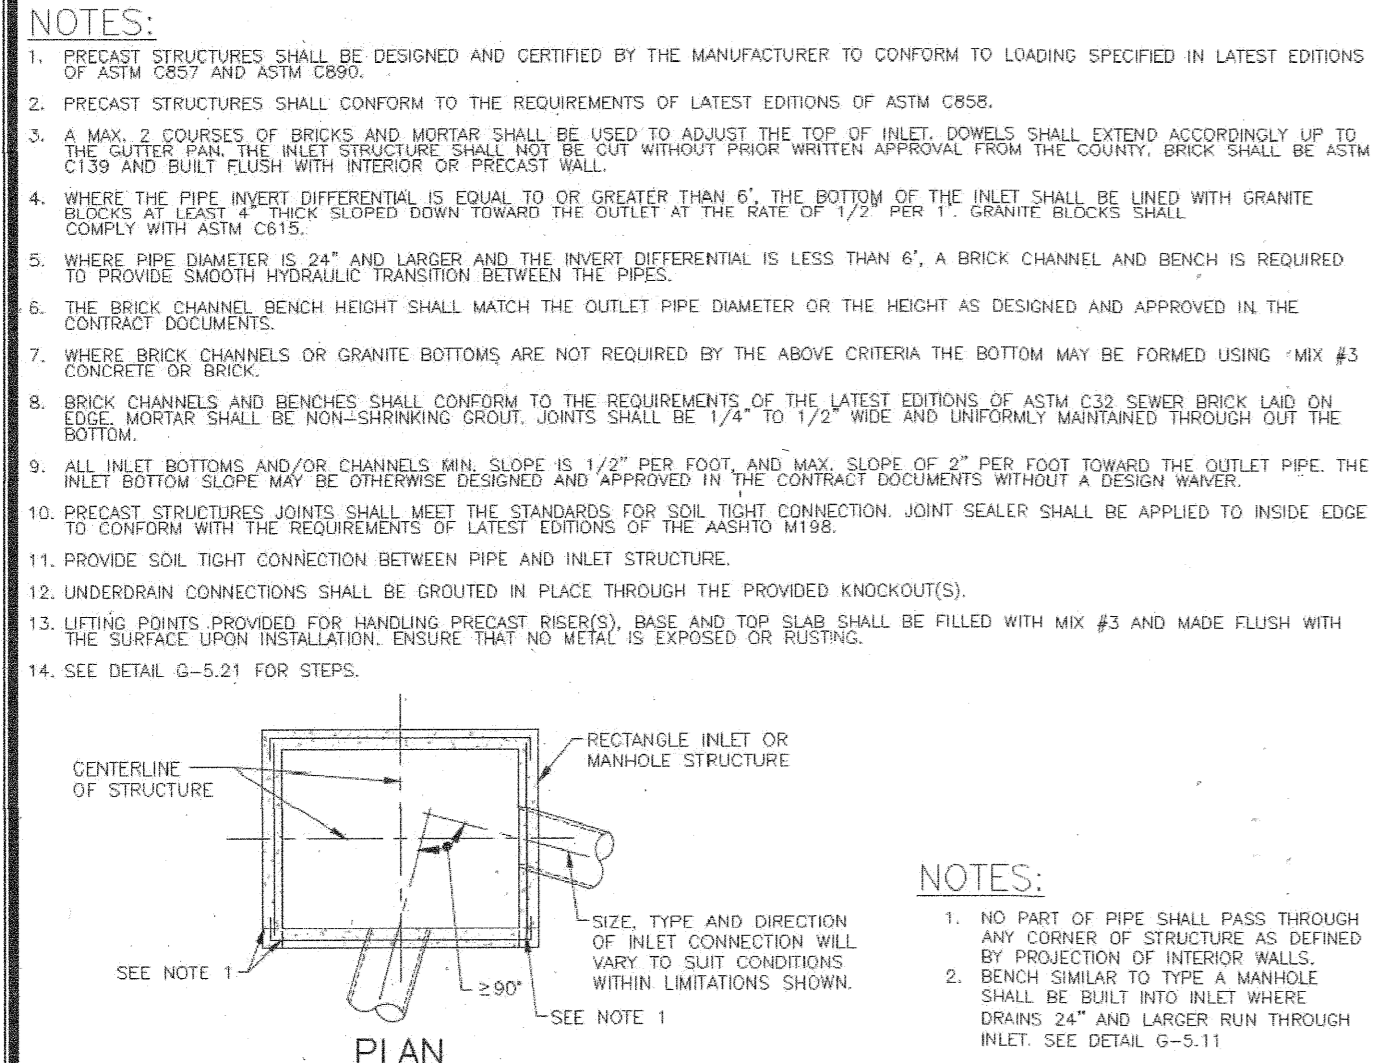 NOTES:
1. PRECAST STRUCTURES SHALL BE DESIGNED AND CERTIFIED BY THE MANUFACTURER TO CONFORM TO LOADING SPECIFIED IN LATEST EDITIONS
OF ASTM C857 AND ASTM C890.
2. PRECAST STRUCTURES SHALL CONFORM TO THE REQUIREMENTS OF LATEST EDITIONS OF ASTM C858.
3. A MAX. 2 COURSES OF BRICKS AND MORTAR SHALL BE USED TO ADJUST THE TOP OF INLET. DOWELS SHALL EXTEND ACCORDINGLY UP TO
THE GUTTER PAN. THE INLET STRUCTURE SHALL NOT BE CUT WITHOUT PRIOR WRITTEN APPROVAL FROM THE COUNTY. BRICK SHALL BE ASTM
C139 AND BUILT FLUSH WITH INTERIOR OR PRECAST WALL.
4. WHERE THE PIPE INVERT DIFFERENTIAL IS EQUAL TO OR GREATER THAN 6', THE BOTTOM OF THE INLET SHALL BE LINED WITH GRANITE
BLOCKS AT LEAST 4" THICK SLOPED DOWN TOWARD THE OUTLET AT THE RATE OF 1/2" PER 1'. GRANITE BLOCKS SHALL
COMPLY WITH ASTM C615.
5. WHERE PIPE DIAMETER IS 24" AND LARGER AND THE INVERT DIFFERENTIAL IS LESS THAN 6', A BRICK CHANNEL AND BENCH IS REQUIRED
TO PROVIDE SMOOTH HYDRAULIC TRANSITION BETWEEN THE PIPES.
6. THE BRICK CHANNEL BENCH HEIGHT SHALL MATCH THE OUTLET PIPE DIAMETER OR THE HEIGHT AS DESIGNED AND APPROVED IN THE
CONTRACT DOCUMENTS.
7. WHERE BRICK CHANNELS OR GRANITE BOTTOMS ARE NOT REQUIRED BY THE ABOVE CRITERIA THE BOTTOM MAY BE FORMED USING MIX #3
CONCRETE OR BRICK.
8. BRICK CHANNELS AND BENCHES SHALL CONFORM TO THE REQUIREMENTS OF THE LATEST EDITIONS OF ASTM C32 SEWER BRICK LAID ON
EDGE. MORTAR SHALL BE NON-SHRINKING GROUT. JOINTS SHALL BE 1/4" TO 1/2" WIDE AND UNIFORMLY MAINTAINED THROUGH OUT THE
BOTTOM.
9. ALL INLET BOTTOMS AND/OR CHANNELS MIN. SLOPE IS 1/2" PER FOOT, AND MAX. SLOPE OF 2" PER FOOT TOWARD THE OUTLET PIPE. THE
INLET BOTTOM SLOPE MAY BE OTHERWISE DESIGNED AND APPROVED IN THE CONTRACT DOCUMENTS WITHOUT A DESIGN WAIVER.
10. PRECAST STRUCTURES JOINTS SHALL MEET THE STANDARDS FOR SOIL TIGHT CONNECTION. JOINT SEALER SHALL BE APPLIED TO INSIDE EDGE
TO CONFORM WITH THE REQUIREMENTS OF LATEST EDITIONS OF THE AASHTO M198.
11. PROVIDE SOIL TIGHT CONNECTION BETWEEN PIPE AND INLET STRUCTURE.
12. UNDERDRAIN CONNECTIONS SHALL BE GROUTED IN PLACE THROUGH THE PROVIDED KNOCKOUT(S).
13. LIFTING POINTS PROVIDED FOR HANDLING PRECAST RISER(S), BASE AND TOP SLAB SHALL BE FILLED WITH MIX #3 AND MADE FLUSH WITH
THE SURFACE UPON INSTALLATION. ENSURE THAT NO METAL IS EXPOSED OR RUSTING.
14. SEE DETAIL G-5.21 FOR STEPS.
RECTANGLE INLET OR
MANHOLE STRUCTURE
CENTERLINE
OF STRUCTURE
SIZE, TYPE AND DIRECTION
OF INLET CONNECTION WILL
VARY TO SUIT CONDITIONS
WITHIN LIMITATIONS SHOWN.
SEE NOTE 1
≥90°
SEE NOTE 1
PLAN
NOTES:
1. NO PART OF PIPE SHALL PASS THROUGH
ANY CORNER OF STRUCTURE AS DEFINED
BY PROJECTION OF INTERIOR WALLS.
2. BENCH SIMILAR TO TYPE A MANHOLE
SHALL BE BUILT INTO INLET WHERE
DRAINS 24" AND LARGER RUN THROUGH
INLET. SEE DETAIL G-5.11